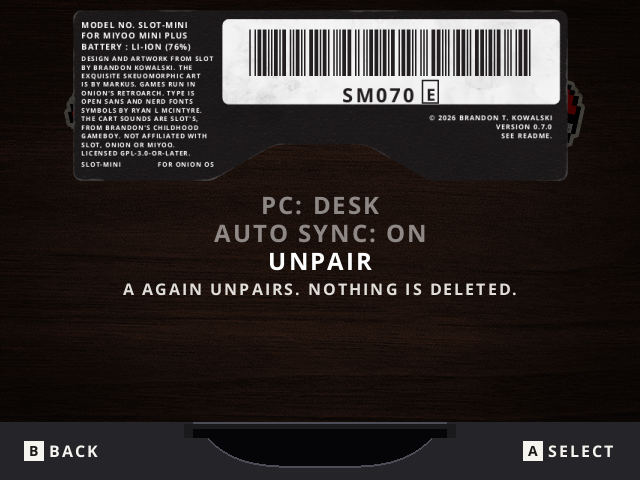 MODEL NO. SLOT-MINI
FOR MIYOO MINI PLUS
BATTERY : LI-ION (76%)
DESIGN AND ARTWORK FROM SLOT
BY BRANDON KOWALSKI. THE
EXQUISITE SKEUOMORPHIC ART
IS BY MARKUS. GAMES RUN IN
ONION'S RETROARCH. TYPE IS
OPEN SANS AND NERD FONTS
SYMBOLS BY RYAN L MCINTYRE.
THE CART SOUNDS ARE SLOT'S,
FROM BRANDON'S CHILDHOOD
GAMEBOY. NOT AFFILIATED WITH
SLOT, ONION OR MIYOO.
LICENSED GPL-3.0-OR-LATER.
SLOT-MINI FOR ONION OS
SM070 E
© 2026 BRANDON T. KOWALSKI
VERSION 0.7.0
SEE README.
PC: DESK
AUTO SYNC: ON
UNPAIR
A AGAIN UNPAIRS. NOTHING IS DELETED.
B BACK
A SELECT